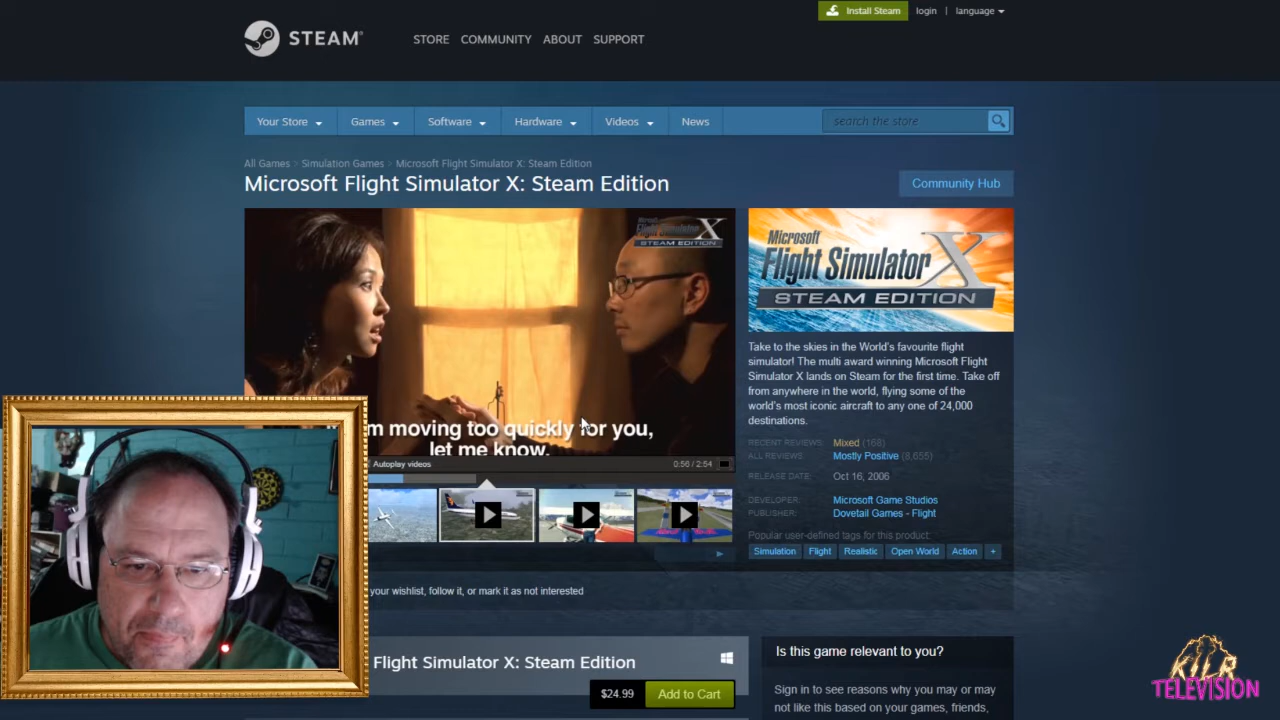 Install Steam login | language
STEAM®
STORE COMMUNITY ABOUT SUPPORT
Your Store Games Software Hardware Videos News search the store
All Games > Simulation Games > Microsoft Flight Simulator X: Steam Edition
Microsoft Flight Simulator X: Steam Edition
Community Hub
Microsoft
Flight Simulator X
STEAM EDITION
Microsoft
Flight Simulator X
STEAM EDITION
m moving too quickly for you,
let me know.
Autoplay videos 0:56 / 2:54
Take to the skies in the World's favourite flight
simulator! The multi award winning Microsoft Flight
Simulator X lands on Steam for the first time. Take off
from anywhere in the world, flying some of the
world's most iconic aircraft to any one of 24,000
destinations.
RECENT REVIEWS: Mixed (168)
ALL REVIEWS: Mostly Positive (8,655)
RELEASE DATE: Oct 16, 2006
DEVELOPER: Microsoft Game Studios
PUBLISHER: Dovetail Games - Flight
Popular user-defined tags for this product:
Simulation Flight Realistic Open World Action +
your wishlist, follow it, or mark it as not interested
Flight Simulator X: Steam Edition
$24.99 Add to Cart
Is this game relevant to you?
Sign in to see reasons why you may or may
not like this based on your games, friends,
KILR
TELEVISION